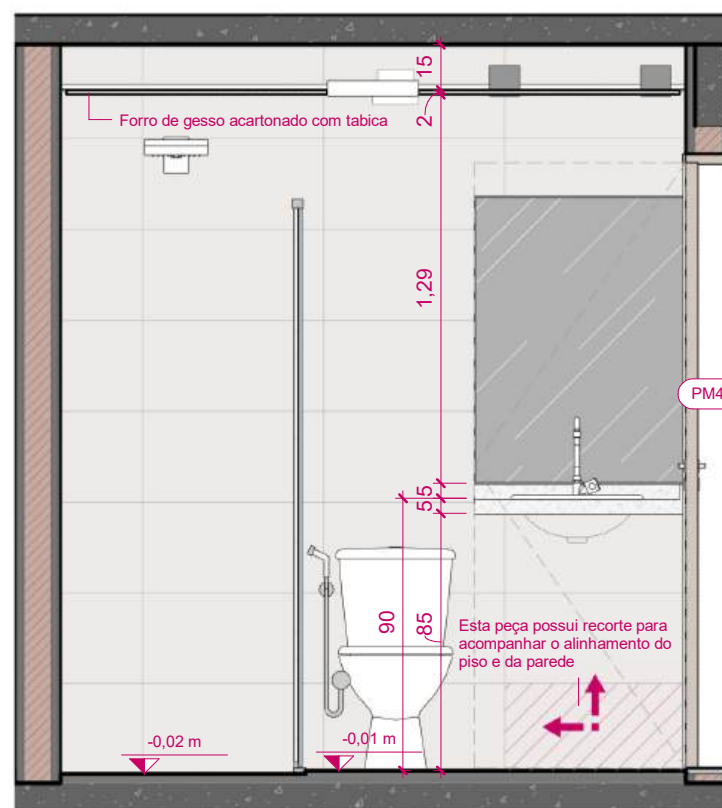 15
Forro de gesso acartonado com tabica
2
1,29
PM4
5
5
90
85
Esta peça possui recorte para
acompanhar o alinhamento do
piso e da parede
-0,02 m
-0,01 m